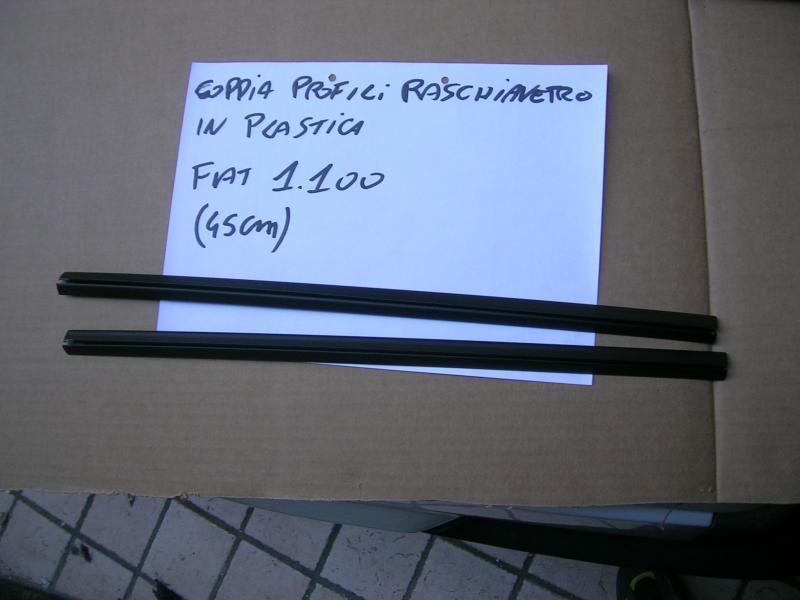 COPPIA PROFILI RASCHIAVETRO
IN PLASTICA
FIAT 1.100
(45cm)